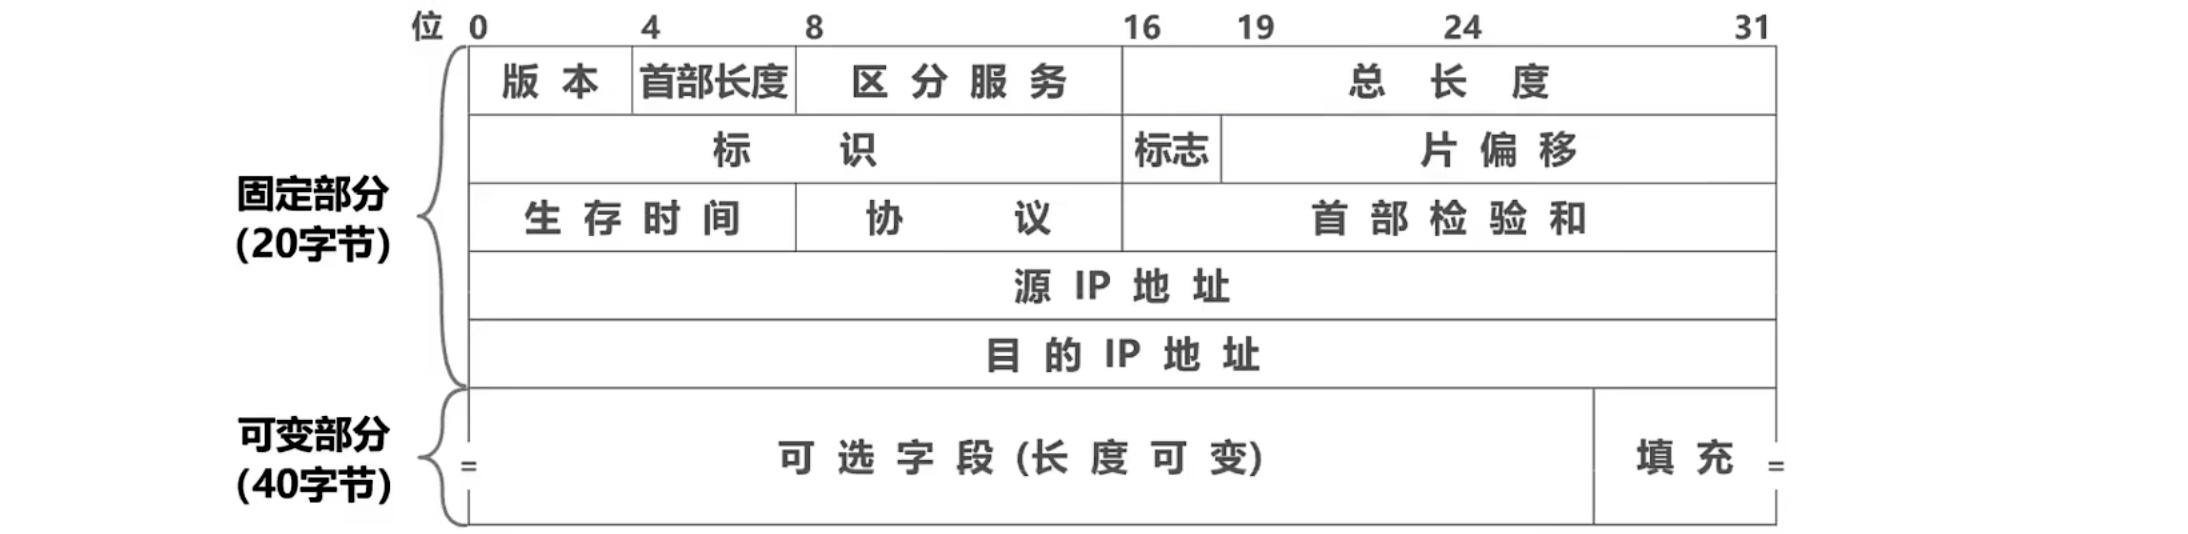 位 0 4 8 16 19 24 31
版本 首部长度 区分服务 总长度
标识 标志 片偏移
固定部分
(20字节)
生存时间 协议 首部检验和
源 IP 地址
目的 IP 地址
可变部分
(40字节)
= 可选字段(长度可变) 填充 =